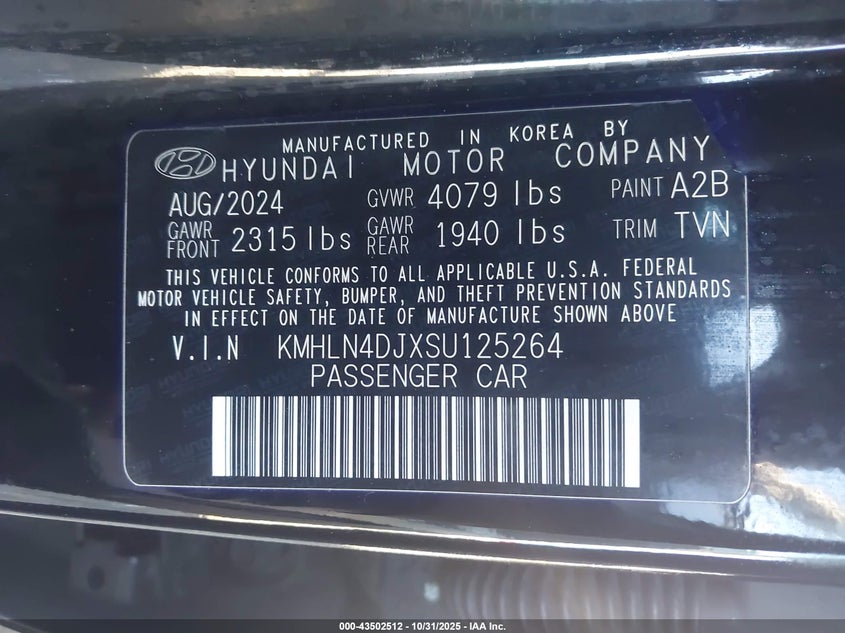 MANUFACTURED IN KOREA BY
HYUNDAI MOTOR COMPANY
AUG/2024 GVWR 4079 lbs PAINT A2B
GAWR FRONT 2315 lbs GAWR REAR 1940 lbs TRIM TVN
THIS VEHICLE CONFORMS TO ALL APPLICABLE U.S.A. FEDERAL
MOTOR VEHICLE SAFETY, BUMPER, AND THEFT PREVENTION STANDARDS
IN EFFECT ON THE DATE OF MANUFACTURE SHOWN ABOVE
V.I.N KMHLN4DJXSU125264
PASSENGER CAR
000-43502512 - 10/31/2025 - IAA Inc.